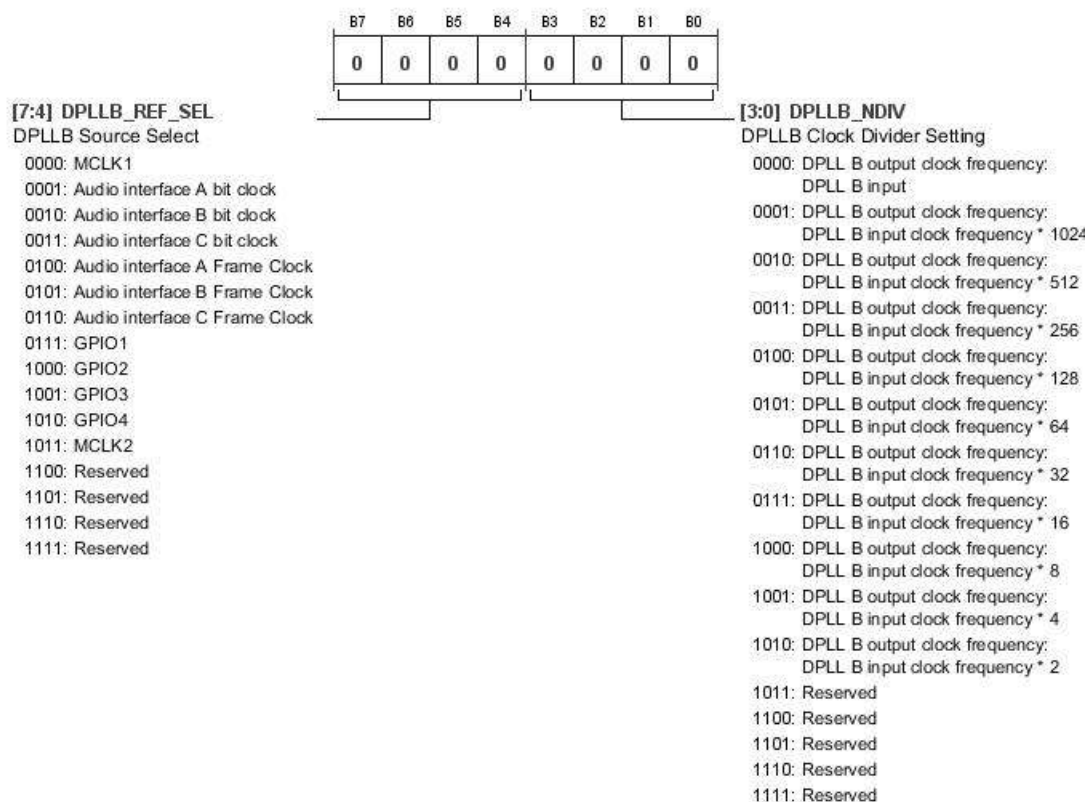 B7 B6 B5 B4 B3 B2 B1 B0
0 0 0 0 0 0 0 0
[7:4] DPLLB_REF_SEL
DPLLB Source Select
0000: MCLK1
0001: Audio interface A bit clock
0010: Audio interface B bit clock
0011: Audio interface C bit clock
0100: Audio interface A Frame Clock
0101: Audio interface B Frame Clock
0110: Audio interface C Frame Clock
0111: GPIO1
1000: GPIO2
1001: GPIO3
1010: GPIO4
1011: MCLK2
1100: Reserved
1101: Reserved
1110: Reserved
1111: Reserved
[3:0] DPLLB_NDIV
DPLLB Clock Divider Setting
0000: DPLL B output clock frequency:
DPLL B input
0001: DPLL B output clock frequency:
DPLL B input clock frequency * 1024
0010: DPLL B output clock frequency:
DPLL B input clock frequency * 512
0011: DPLL B output clock frequency:
DPLL B input clock frequency * 256
0100: DPLL B output clock frequency:
DPLL B input clock frequency * 128
0101: DPLL B output clock frequency:
DPLL B input clock frequency * 64
0110: DPLL B output clock frequency:
DPLL B input clock frequency * 32
0111: DPLL B output clock frequency:
DPLL B input clock frequency * 16
1000: DPLL B output clock frequency:
DPLL B input clock frequency * 8
1001: DPLL B output clock frequency:
DPLL B input clock frequency * 4
1010: DPLL B output clock frequency:
DPLL B input clock frequency * 2
1011: Reserved
1100: Reserved
1101: Reserved
1110: Reserved
1111: Reserved